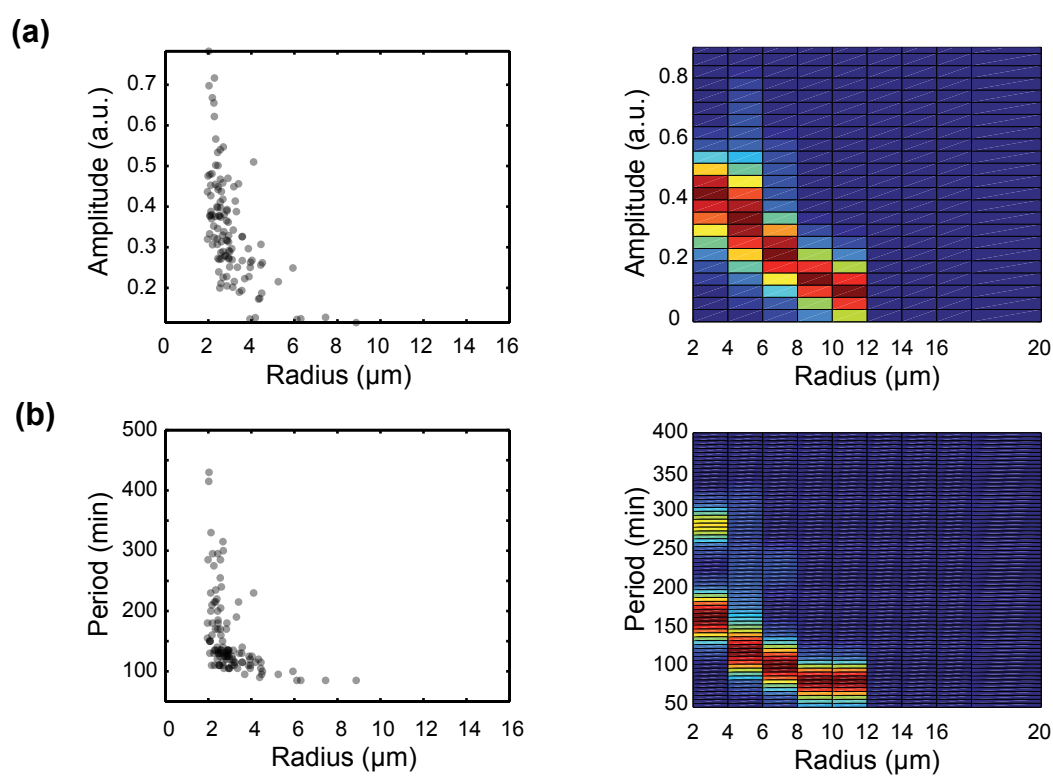 (a)
Amplitude (a.u.)
0.7
0.6
0.5
0.4
0.3
0.2
0 2 4 6 8 10 12 14 16
Radius (µm)
Amplitude (a.u.)
0.8
0.6
0.4
0.2
0
2 4 6 8 10 12 14 16 20
Radius (µm)
(b)
Period (min)
500
400
300
200
100
0 2 4 6 8 10 12 14 16
Radius (µm)
Period (min)
400
350
300
250
200
150
100
50
2 4 6 8 10 12 14 16 20
Radius (µm)